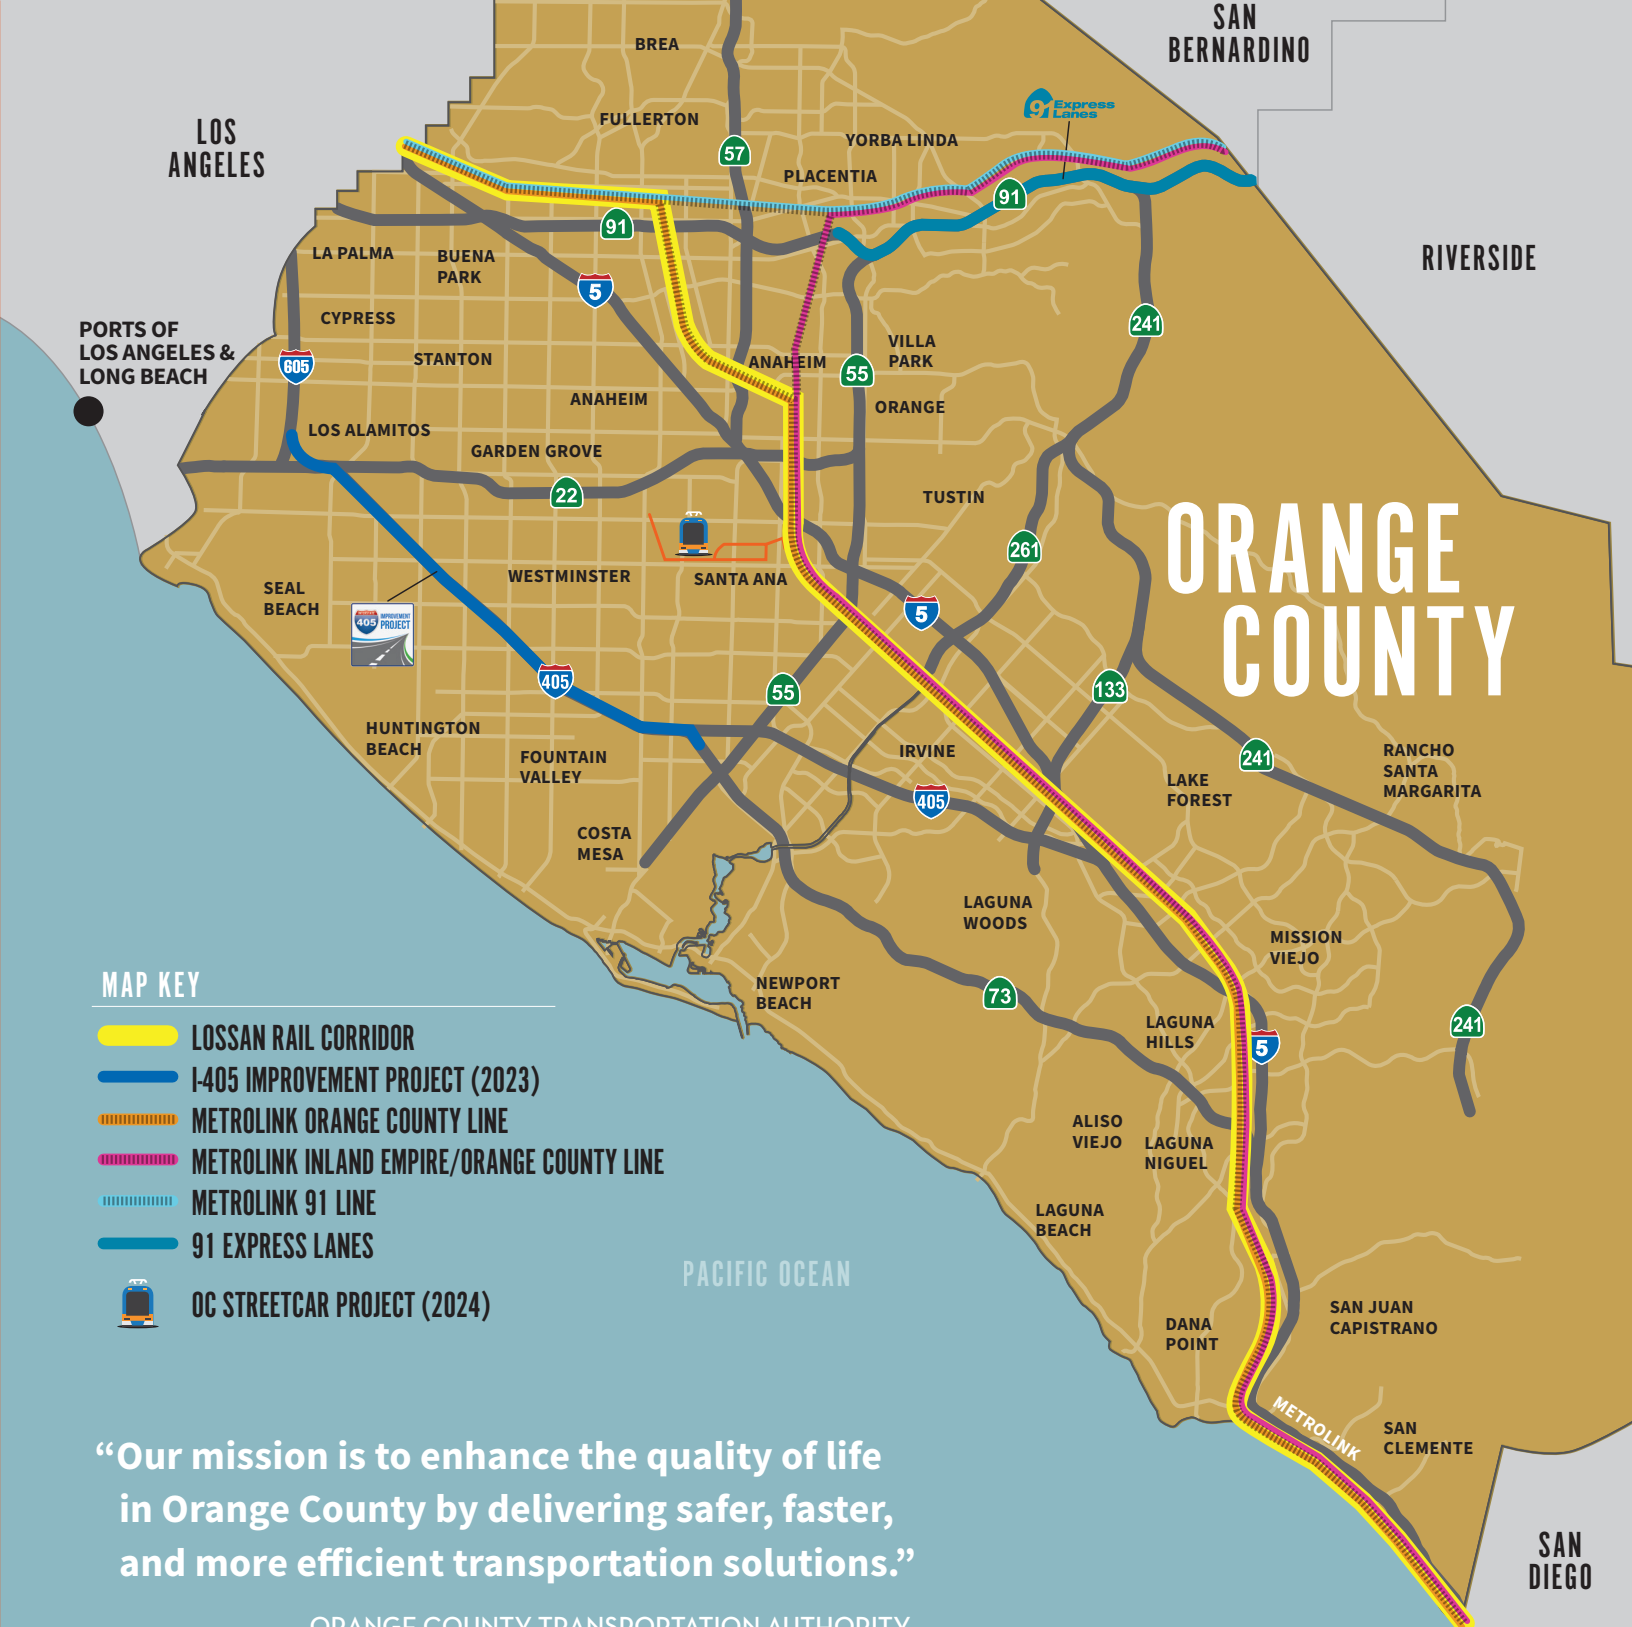 SAN
BERNARDINO
BREA
LOS
ANGELES
FULLERTON
91 Express
Lanes
YORBA LINDA
57
PLACENTIA
91
91
RIVERSIDE
LA PALMA
BUENA
PARK
5
CYPRESS
241
PORTS OF
LOS ANGELES &
LONG BEACH
STANTON
605
VILLA
PARK
ANAHEIM
55
ANAHEIM
ORANGE
LOS ALAMITOS
GARDEN GROVE
22
TUSTIN
ORANGE
COUNTY
261
WESTMINSTER
SANTA ANA
SEAL
BEACH
405 IMPROVEMENT
PROJECT
5
405
55
133
HUNTINGTON
BEACH
FOUNTAIN
VALLEY
IRVINE
241
RANCHO
SANTA
MARGARITA
LAKE
FOREST
405
COSTA
MESA
LAGUNA
WOODS
MISSION
VIEJO
NEWPORT
BEACH
73
LAGUNA
HILLS
5
241
MAP KEY
LOSSAN RAIL CORRIDOR
I-405 IMPROVEMENT PROJECT (2023)
METROLINK ORANGE COUNTY LINE
METROLINK INLAND EMPIRE/ORANGE COUNTY LINE
METROLINK 91 LINE
91 EXPRESS LANES
OC STREETCAR PROJECT (2024)
ALISO
VIEJO
LAGUNA
NIGUEL
LAGUNA
BEACH
PACIFIC OCEAN
DANA
POINT
SAN JUAN
CAPISTRANO
METROLINK
SAN
CLEMENTE
SAN
DIEGO
“Our mission is to enhance the quality of life
in Orange County by delivering safer, faster,
and more efficient transportation solutions.”
ORANGE COUNTY TRANSPORTATION AUTHORITY